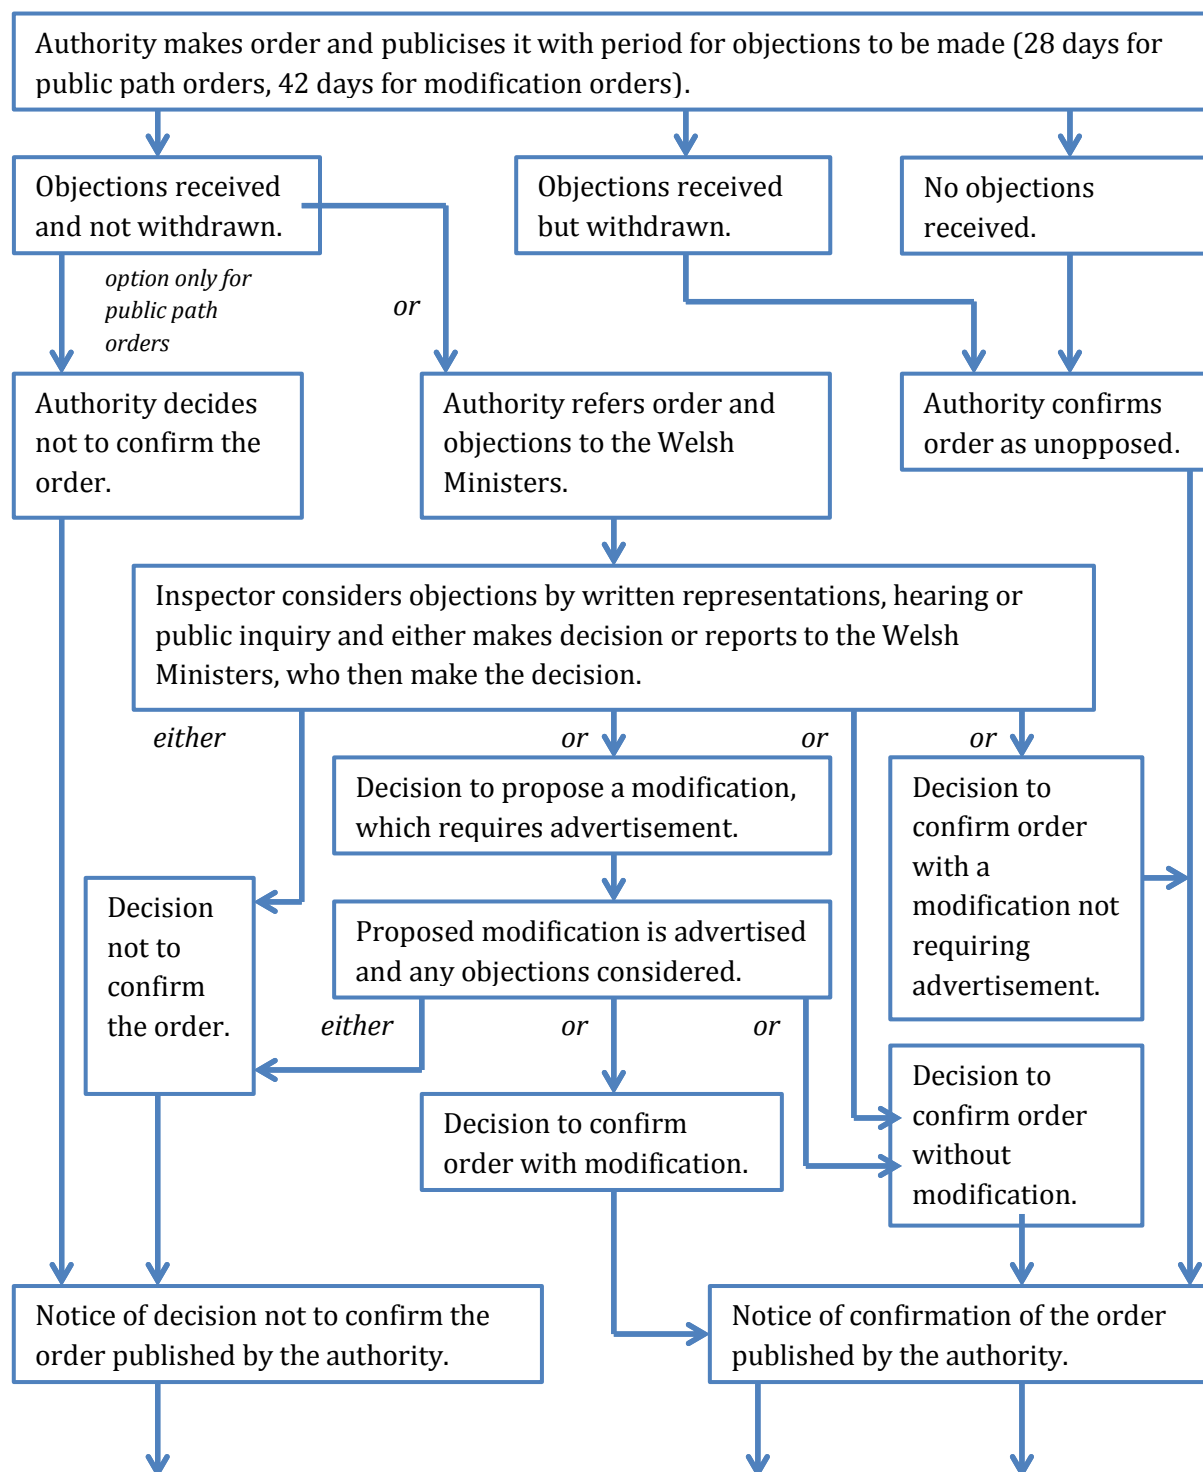 Authority makes order and publicises it with period for objections to be made (28 days for
public path orders, 42 days for modification orders).
Objections received
and not withdrawn.
Objections received
but withdrawn.
No objections
received.
option only for
public path
orders
or
Authority decides
not to confirm the
order.
Authority refers order and
objections to the Welsh
Ministers.
Authority confirms
order as unopposed.
Inspector considers objections by written representations, hearing or
public inquiry and either makes decision or reports to the Welsh
Ministers, who then make the decision.
either
or
or
or
Decision to propose a modification,
which requires advertisement.
Decision to
confirm order
with a
modification not
requiring
advertisement.
Decision
not to
confirm
the order.
Proposed modification is advertised
and any objections considered.
either
or
or
Decision to confirm
order with modification.
Decision to
confirm order
without
modification.
Notice of decision not to confirm the
order published by the authority.
Notice of confirmation of the order
published by the authority.